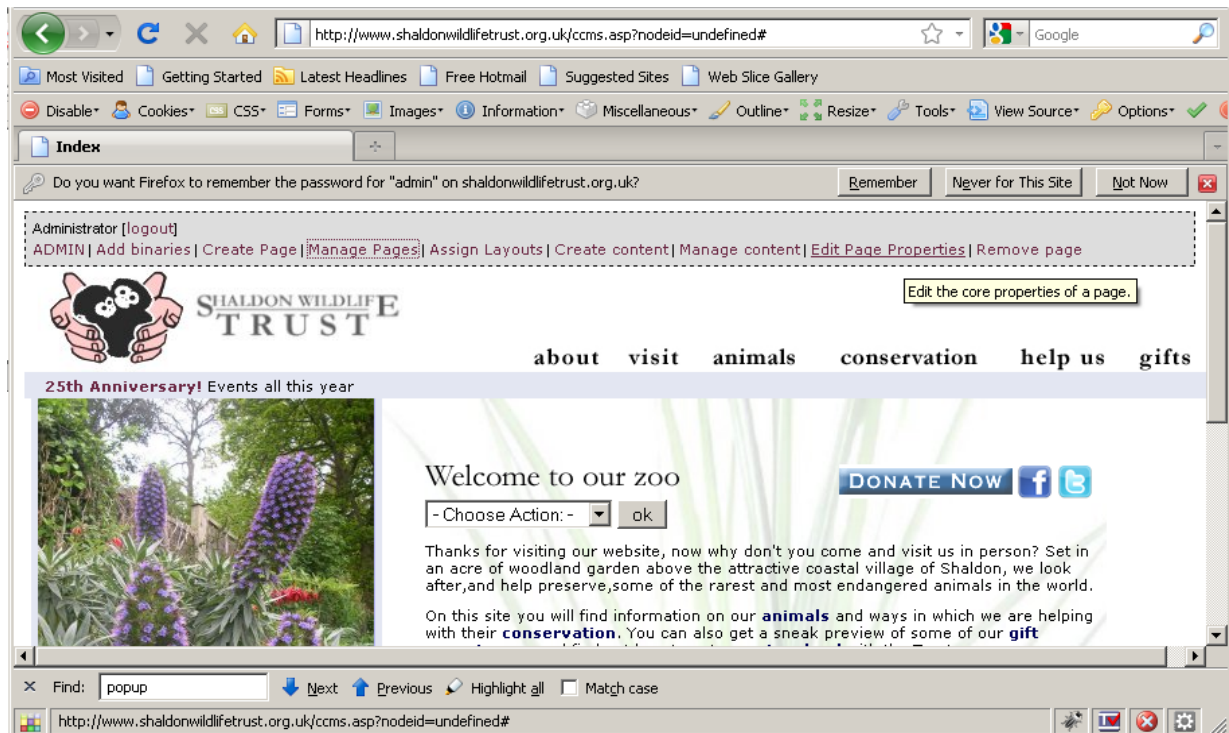 http://www.shaldonwildlifetrust.org.uk/ccms.asp?nodeid=undefined#
Google
Most Visited Getting Started Latest Headlines Free Hotmail Suggested Sites Web Slice Gallery
Disable Cookies CSS Forms Images Information Miscellaneous Outline Resize Tools View Source Options
Index
Do you want Firefox to remember the password for "admin" on shaldonwildlifetrust.org.uk? Remember Never for This Site Not Now
Administrator [logout]
ADMIN | Add binaries | Create Page | Manage Pages | Assign Layouts | Create content | Manage content | Edit Page Properties | Remove page
Edit the core properties of a page.
SHALDON WILDLIFE
TRUST
about visit animals conservation help us gifts
25th Anniversary! Events all this year
Welcome to our zoo
DONATE NOW
- Choose Action: - ok
Thanks for visiting our website, now why don't you come and visit us in person? Set in
an acre of woodland garden above the attractive coastal village of Shaldon, we look
after,and help preserve,some of the rarest and most endangered animals in the world.
On this site you will find information on our animals and ways in which we are helping
with their conservation. You can also get a sneak preview of some of our gift
Find: popup Next Previous Highlight all Match case
http://www.shaldonwildlifetrust.org.uk/ccms.asp?nodeid=undefined#